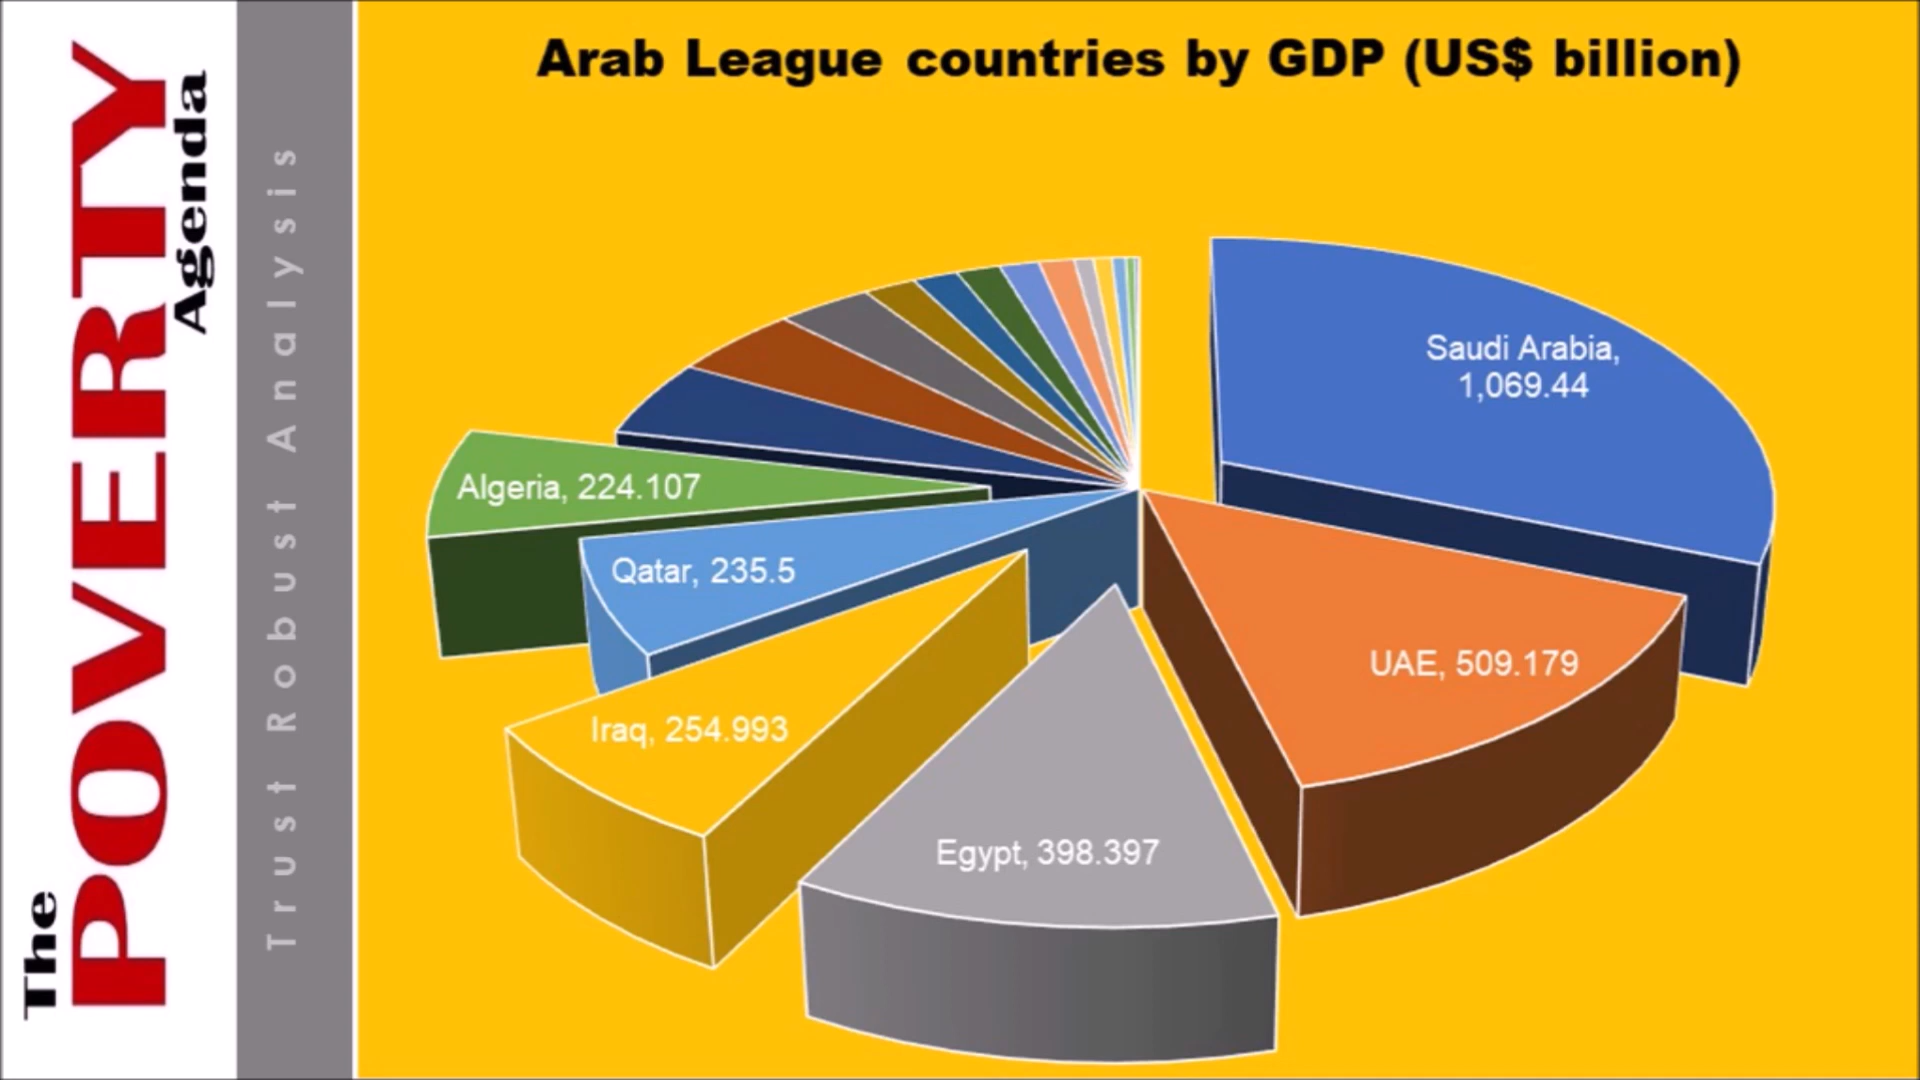 The
POVERTY
Agenda
Trust Robust Analysis
Arab League countries by GDP (US$ billion)
Saudi Arabia,
1,069.44
UAE, 509.179
Egypt, 398.397
Iraq, 254.993
Qatar, 235.5
Algeria, 224.107